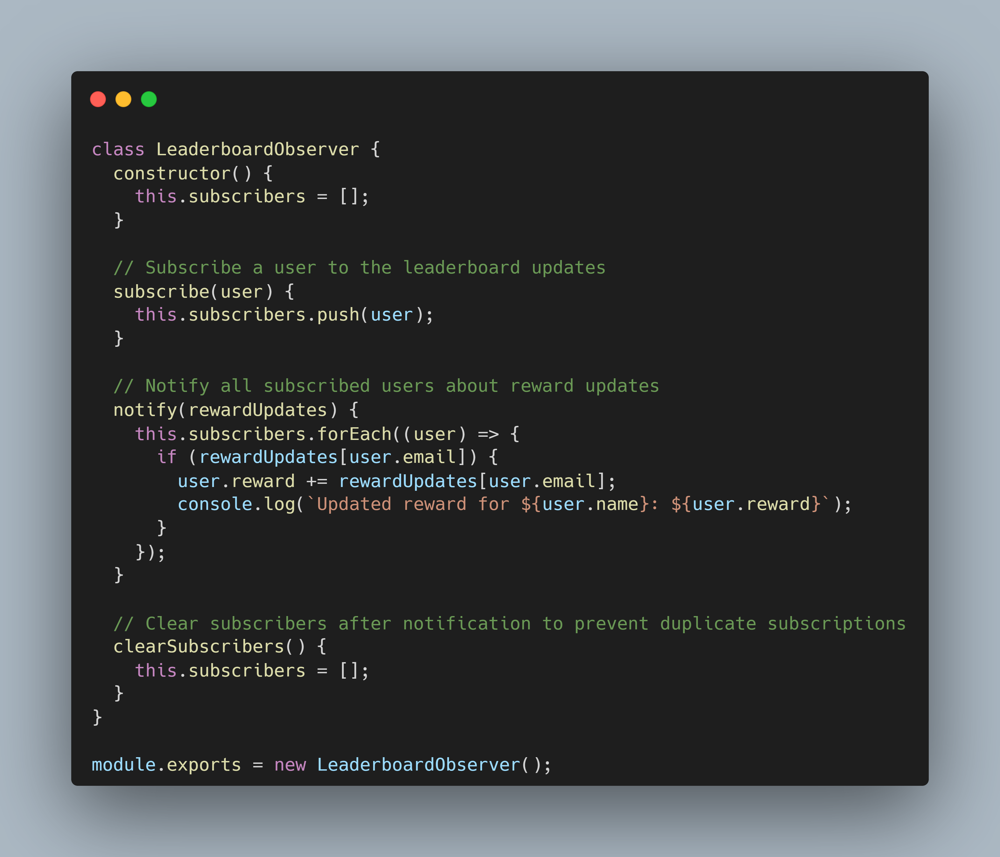 class LeaderboardObserver {
  constructor() {
    this.subscribers = [];
  }

  // Subscribe a user to the leaderboard updates
  subscribe(user) {
    this.subscribers.push(user);
  }

  // Notify all subscribed users about reward updates
  notify(rewardUpdates) {
    this.subscribers.forEach((user) => {
      if (rewardUpdates[user.email]) {
        user.reward += rewardUpdates[user.email];
        console.log(`Updated reward for ${user.name}: ${user.reward}`);
      }
    });
  }

  // Clear subscribers after notification to prevent duplicate subscriptions
  clearSubscribers() {
    this.subscribers = [];
  }
}

module.exports = new LeaderboardObserver();